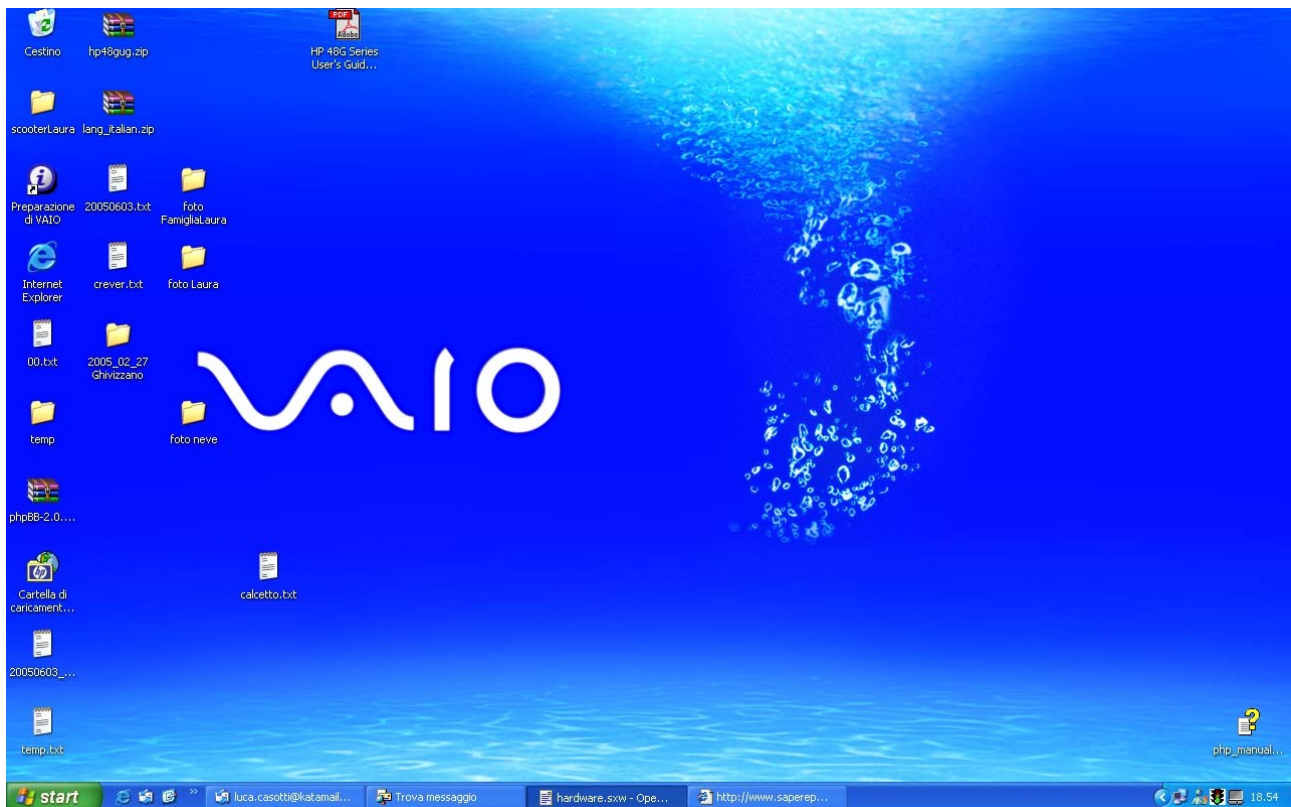 Cestino
hp48gug.zip
HP 48G Series
User's Guid...
scooterLaura
lang_italian.zip
Preparazione
di VAIO
20050603.txt
foto
FamigliaLaura
Internet
Explorer
crever.txt
foto Laura
00.txt
2005_02_27
Ghivizzano
VAIO
temp
foto neve
phpBB-2.0....
Cartella di
caricament...
calcetto.txt
20050603_...
temp.txt
php_manual...
start
luca.casotti@katamail...
Trova messaggio
hardware.sxw - Ope...
http://www.saperep...
18.54